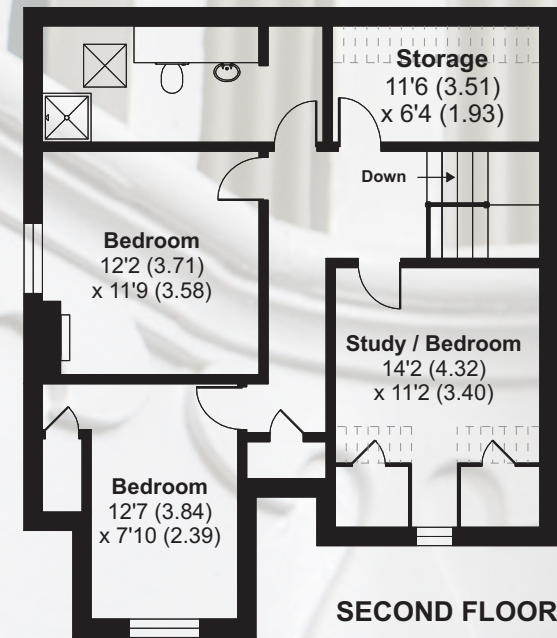 Storage
11'6 (3.51)
x 6'4 (1.93)
Down
Bedroom
12'2 (3.71)
x 11'9 (3.58)
Study / Bedroom
14'2 (4.32)
x 11'2 (3.40)
Bedroom
12'7 (3.84)
x 7'10 (2.39)
SECOND FLOOR